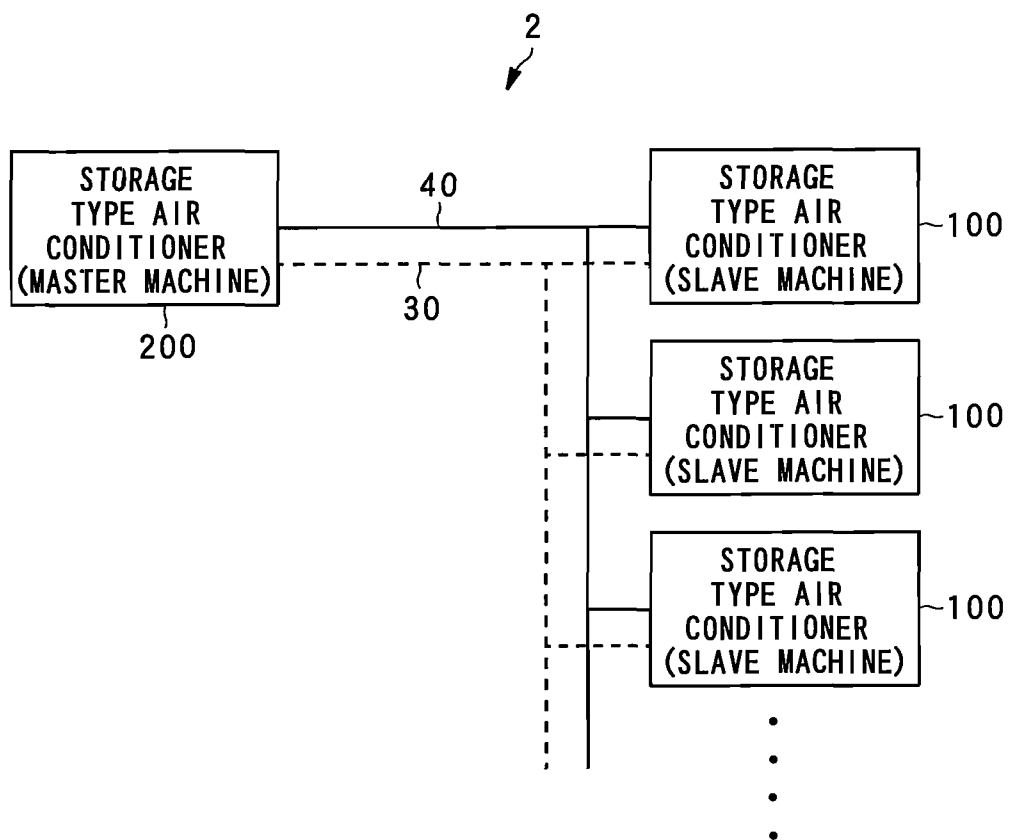 2
STORAGE
TYPE AIR
CONDITIONER
(MASTER MACHINE)
200
40
30
STORAGE
TYPE AIR
CONDITIONER
(SLAVE MACHINE)
100
STORAGE
TYPE AIR
CONDITIONER
(SLAVE MACHINE)
100
STORAGE
TYPE AIR
CONDITIONER
(SLAVE MACHINE)
100